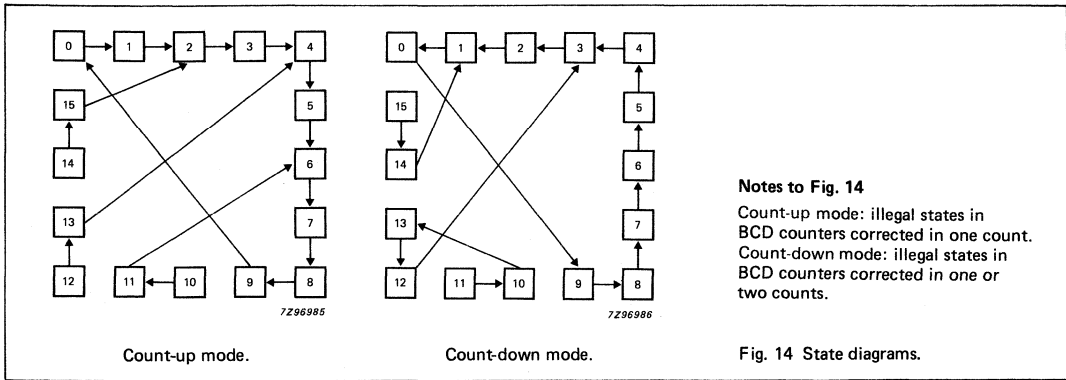 0 1 2 3 4
15 5
14 6
13 7
12 11 10 9 8
7Z96985
Count-up mode.
0 1 2 3 4
15 5
14 6
13 7
12 11 10 9 8
7Z96986
Count-down mode.
Notes to Fig. 14
Count-up mode: illegal states in
BCD counters corrected in one count.
Count-down mode: illegal states in
BCD counters corrected in one or
two counts.
Fig. 14 State diagrams.